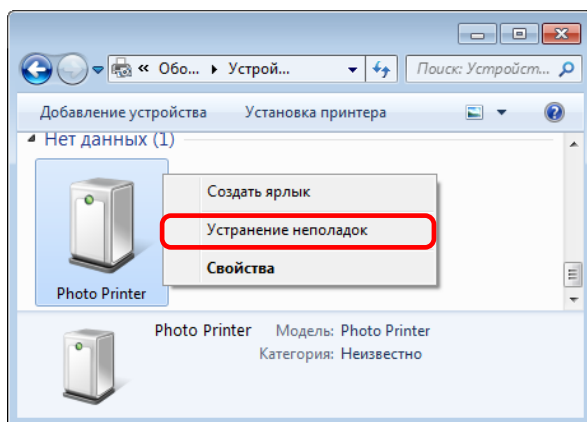 « Обо... Устрой... Поиск: Устройст...
Добавление устройства Установка принтера
Нет данных (1)
Создать ярлык
Устранение неполадок
Свойства
Photo Printer
Photo Printer Модель: Photo Printer
Категория: Неизвестно